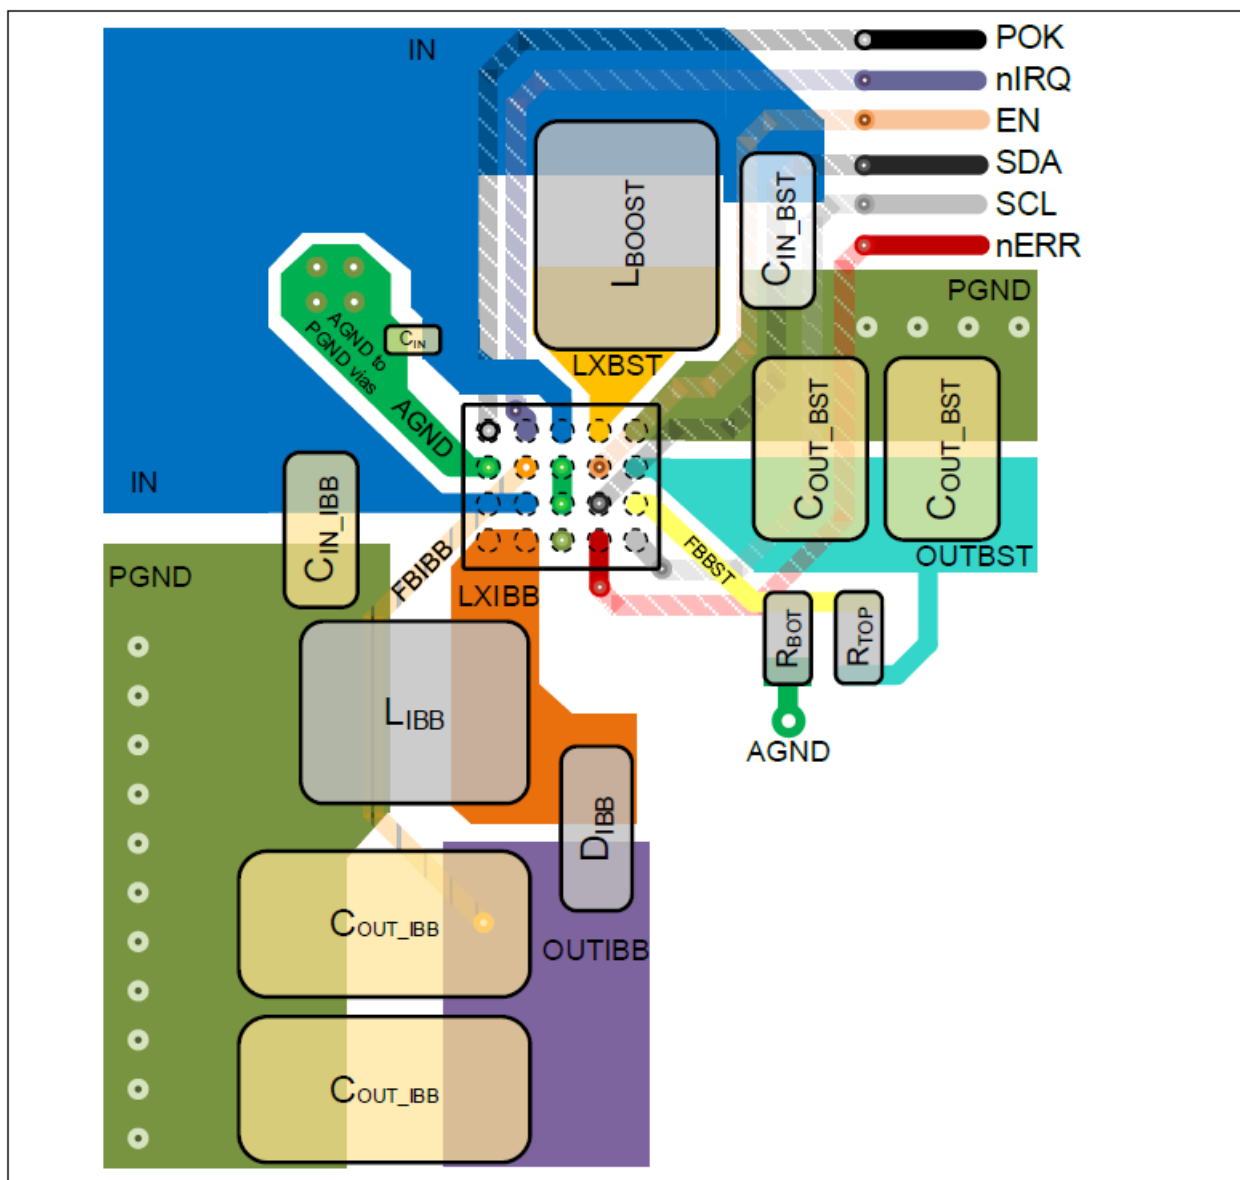 POK
IN
nIRQ
EN
SDA
SCL
nERR
LBOOST
CIN_BST
PGND
AGND to
PGND vias
CIN
LXBST
AGND
COUT_BST
COUT_BST
IN
CIN_IBB
FBIBB
FBBST
OUTBST
PGND
LXIBB
RBOT
RTOP
LIBB
AGND
DIBB
COUT_IBB
OUTIBB
COUT_IBB